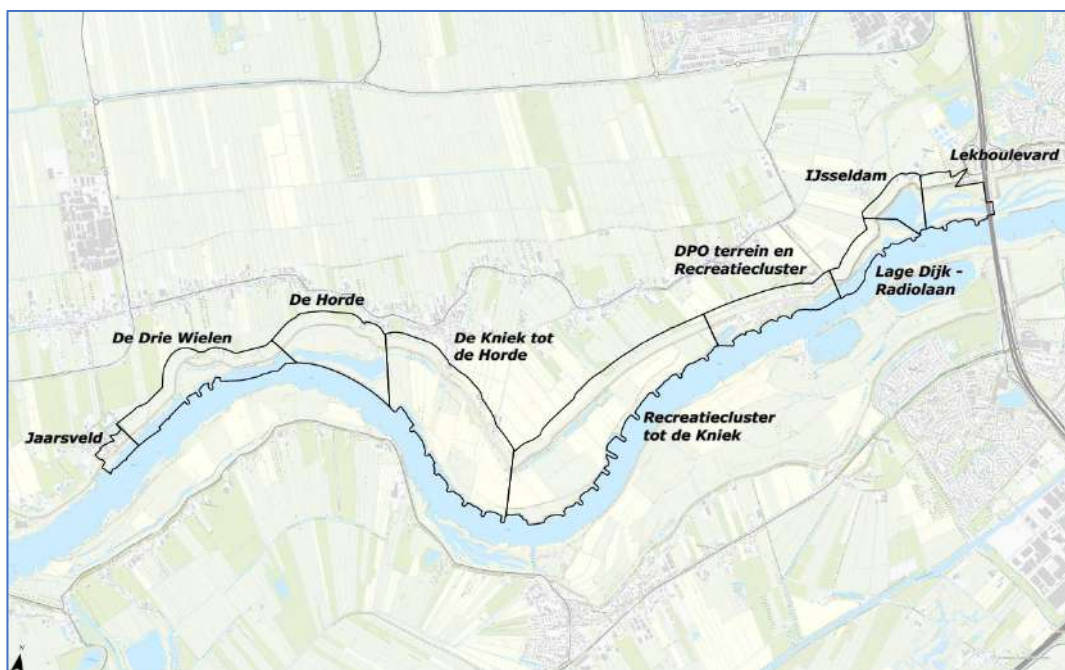 Lekboulevard
IJsseldam
DPO terrein en
Recreatiecluster
Lage Dijk -
Radiolaan
De Horde
De Drie Wielen
De Kniek tot
de Horde
Recreatiecluster
tot de Kniek
Jaarsveld
N